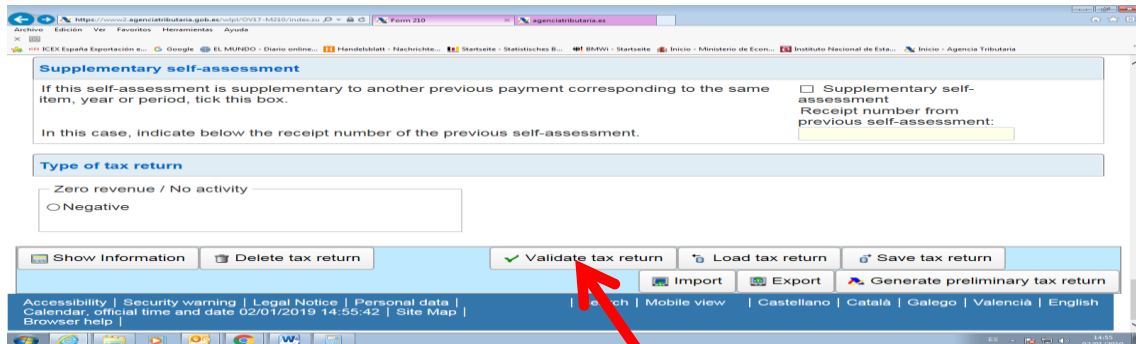 https://www2.agenciatributaria.gob.es/wlpl/OV17-M210/index.zu
Form 210
agenciatributaria.es
Archivo Edición Ver Favoritos Herramientas Ayuda
ICEX España Exportación e... Google EL MUNDO - Diario online... Handelsblatt - Nachrichte... Startseite - Statistisches B... BMWi - Startseite Inicio - Ministerio de Econ... Instituto Nacional de Esta... Inicio - Agencia Tributaria
Supplementary self-assessment
If this self-assessment is supplementary to another previous payment corresponding to the same
item, year or period, tick this box.
In this case, indicate below the receipt number of the previous self-assessment.
Supplementary self-
assessment
Receipt number from
previous self-assessment:
Type of tax return
Zero revenue / No activity
Negative
Show Information Delete tax return Validate tax return Load tax return Save tax return
Import Export Generate preliminary tax return
Accessibility | Security warning | Legal Notice | Personal data |
Calendar, official time and date 02/01/2019 14:55:42 | Site Map |
Browser help |
| Mobile view | Castellano | Català | Galego | Valencià | English
ES 14:55
02/01/2019